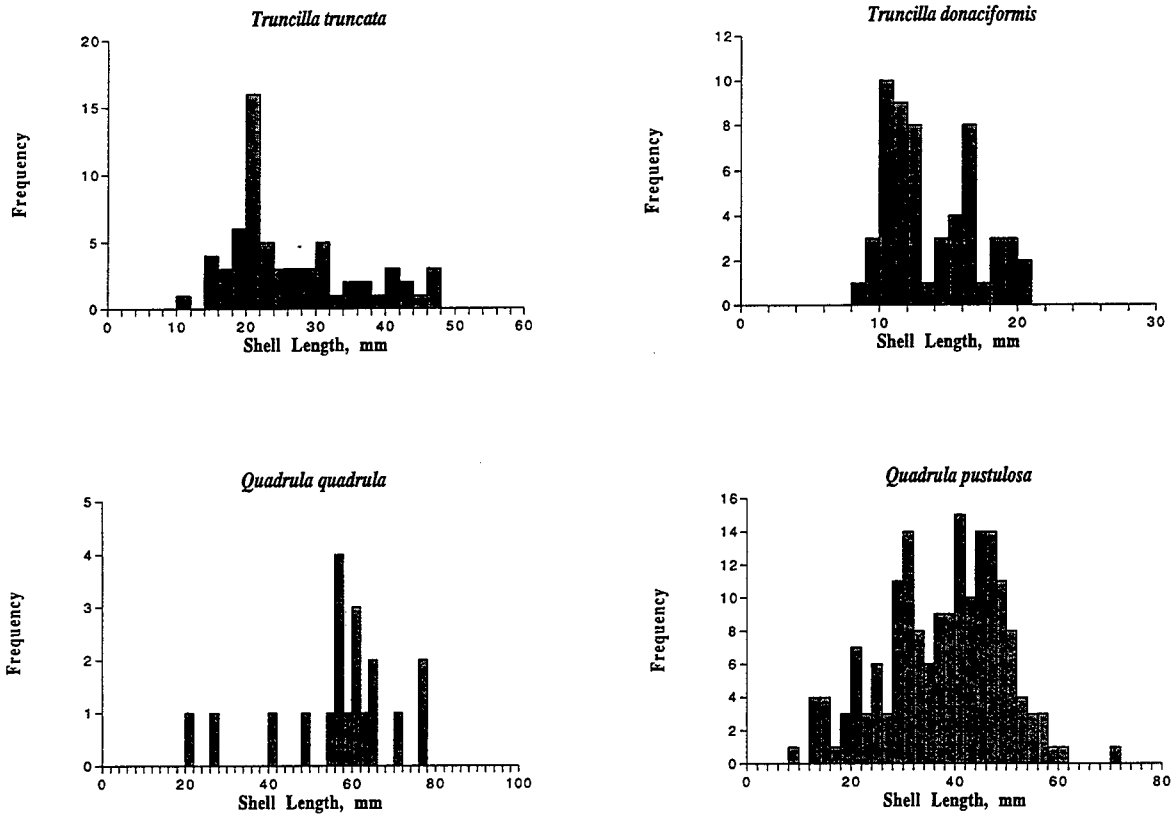 Truncilla truncata
20
15
10
5
0
Frequency
0 10 20 30 40 50 60
Shell Length, mm
Truncilla donaciformis
12
10
8
6
4
2
0
Frequency
0 10 20 30
Shell Length, mm
Quadrula quadrula
5
4
3
2
1
0
Frequency
0 20 40 60 80 100
Shell Length, mm
Quadrula pustulosa
16
14
12
10
8
6
4
2
0
Frequency
0 20 40 60 80
Shell Length, mm